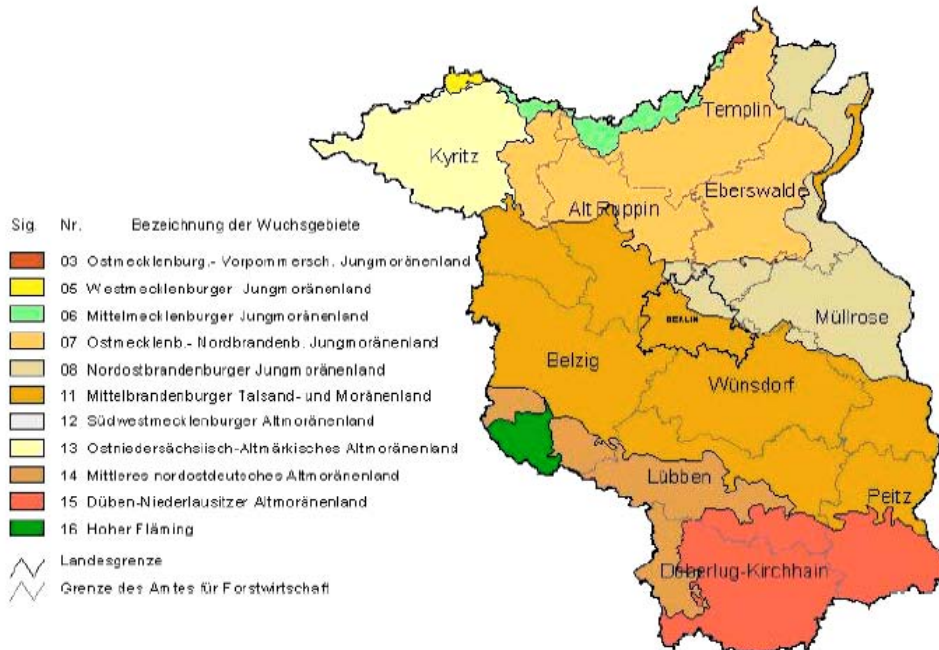 Templin
Kyritz
Eberswalde
Alt Ruppin
Müllrose
BERLIN
Belzig
Wünsdorf
Lübben
Peitz
Doberlug-Kirchhain
Sig. Nr. Bezeichnung der Wuchsgebiete
03 Ostmecklenburg.- Vorpommersch. Jungmoränenland
05 Westmecklenburger Jungmoränenland
06 Mittelmecklenburger Jungmoränenland
07 Ostmecklenb.- Nordbrandenb. Jungmoränenland
08 Nordostbrandenburger Jungmoränenland
11 Mittelbrandenburger Talsand- und Moränenland
12 Südwestmecklenburger Altmoränenland
13 Ostniedersächsiisch-Altmärkisches Altmoränenland
14 Mittleres nordostdeutsches Altmoränenland
15 Düben-Niederlausitzer Altmoränenland
16 Hoher Fläming
Landesgrenze
Grenze des Amtes für Forstwirtschaft